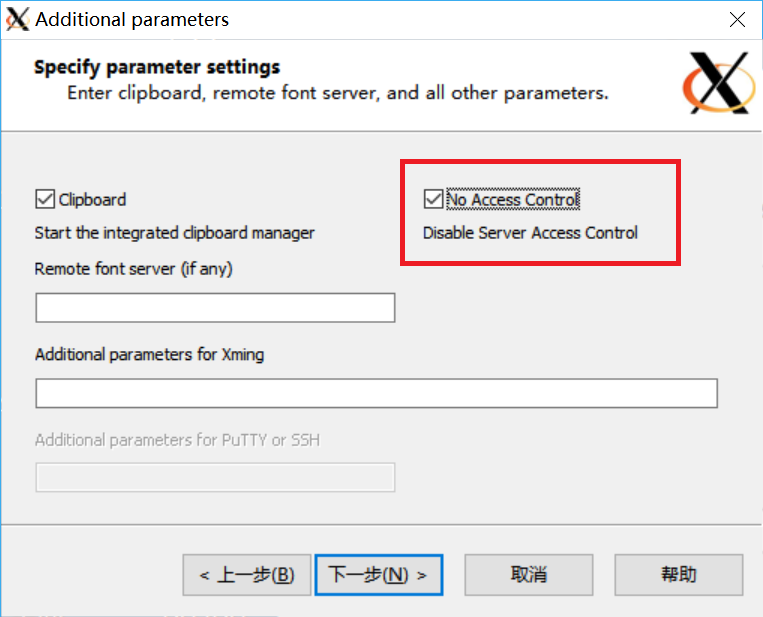 Additional parameters
Specify parameter settings
Enter clipboard, remote font server, and all other parameters.
Clipboard
No Access Control
Start the integrated clipboard manager
Disable Server Access Control
Remote font server (if any)
Additional parameters for Xming
Additional parameters for PuTTY or SSH
< 上一步(B)
下一步(N) >
取消
帮助